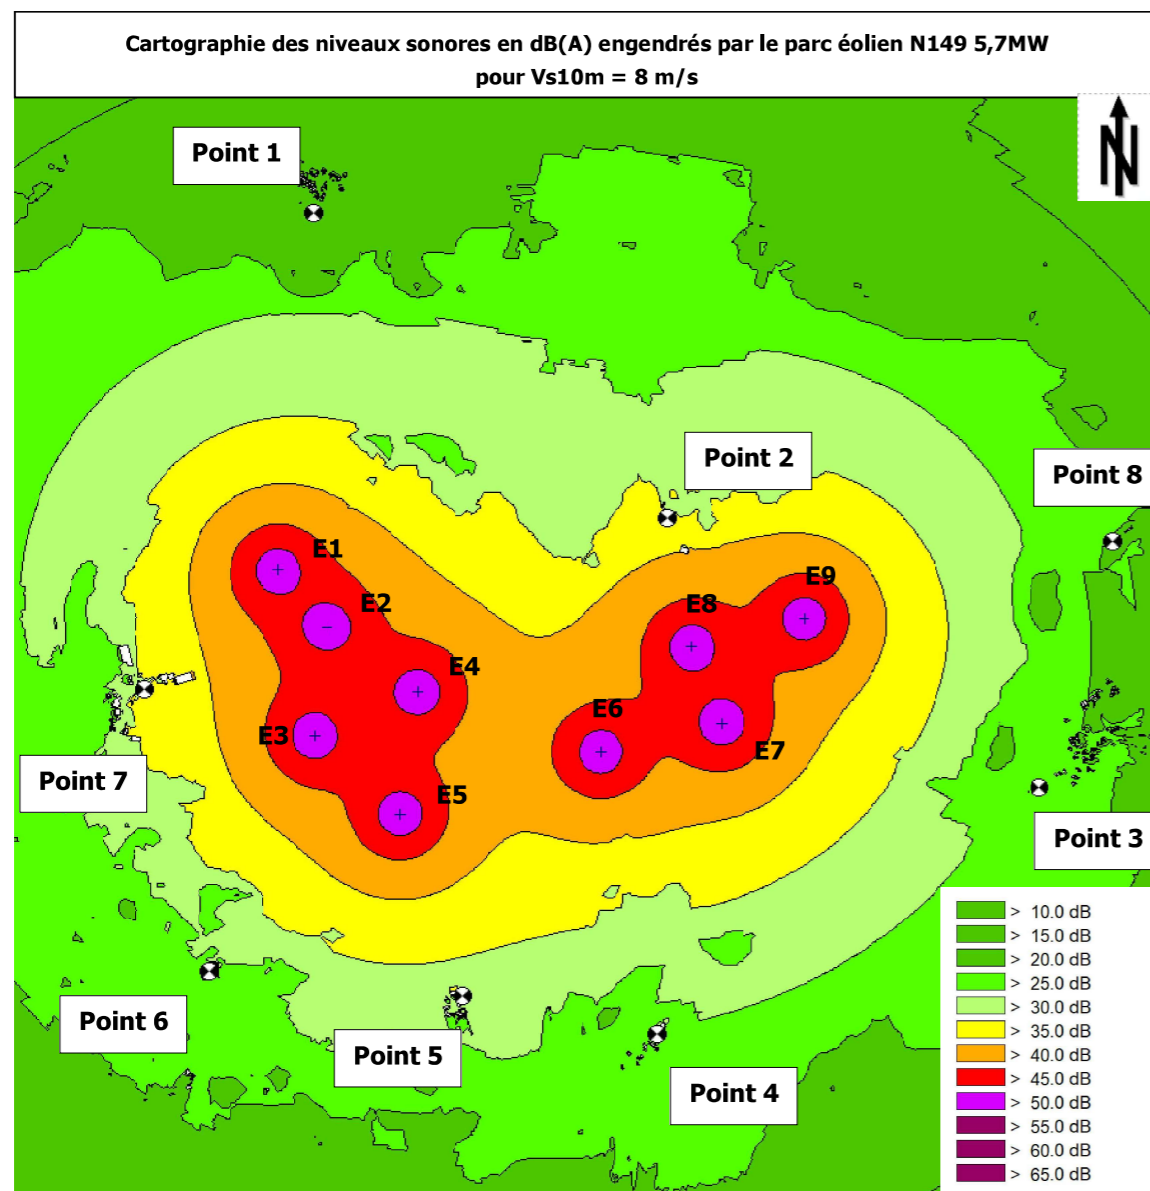 Cartographie des niveaux sonores en dB(A) engendrés par le parc éolien N149 5,7MW
pour Vs10m = 8 m/s
N
Point 1
Point 2
Point 8
E1
E2
E9
E8
E4
E6
E3
E7
Point 7
E5
Point 3
Point 6
Point 5
Point 4
> 10.0 dB
> 15.0 dB
> 20.0 dB
> 25.0 dB
> 30.0 dB
> 35.0 dB
> 40.0 dB
> 45.0 dB
> 50.0 dB
> 55.0 dB
> 60.0 dB
> 65.0 dB